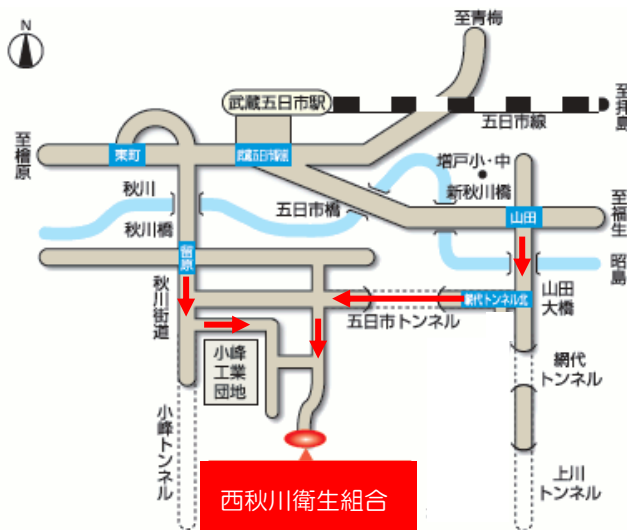 N
至青梅
武蔵五日市駅
五日市線
至拝島
至檜原
東町
武蔵五日市駅前
増戸小・中
新秋川橋
秋川
秋川橋
五日市橋
山田
至福生
昭島
留原
秋川街道
網代トンネル北
山田
大橋
五日市トンネル
小峰
工業
団地
網代
トンネル
小峰トンネル
上川
トンネル
西秋川衛生組合